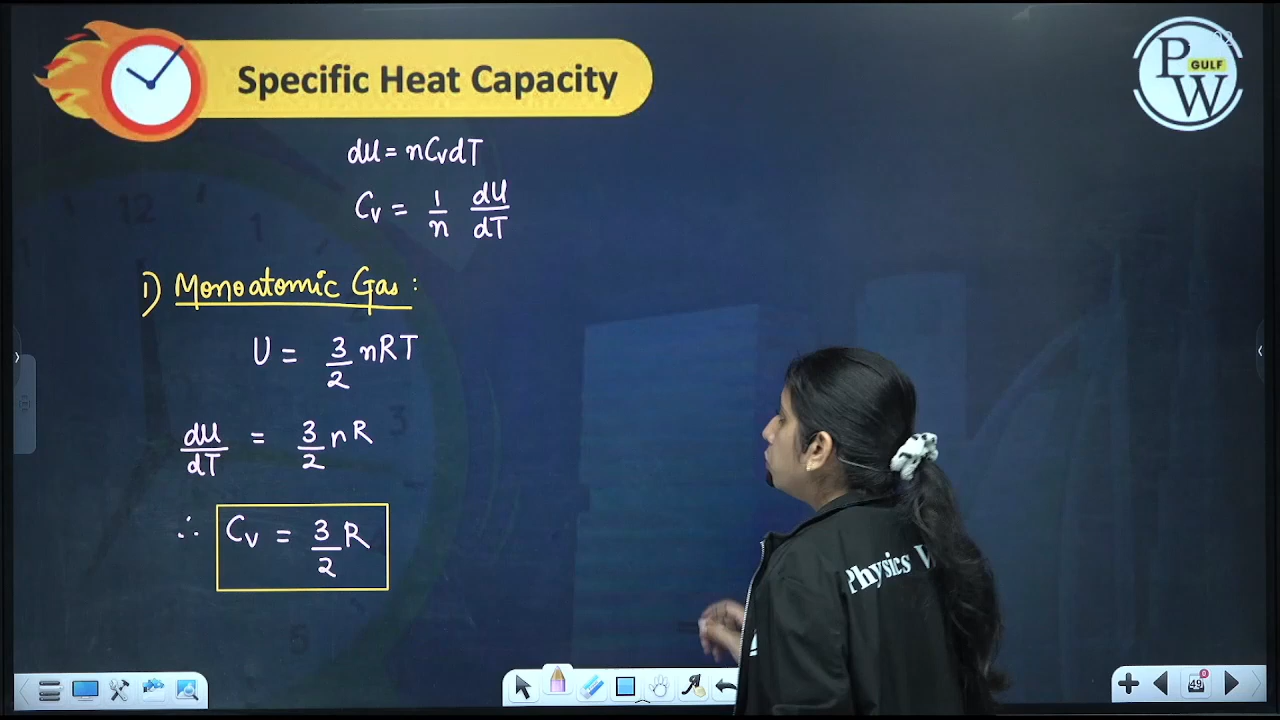 Specific Heat Capacity
P GULF W
dU = nCvdT
Cv = 1/n dU/dT
1) Monoatomic Gas :
U = 3/2 nRT
dU/dT = 3/2 nR
∴ Cv = 3/2 R
Physics W
49